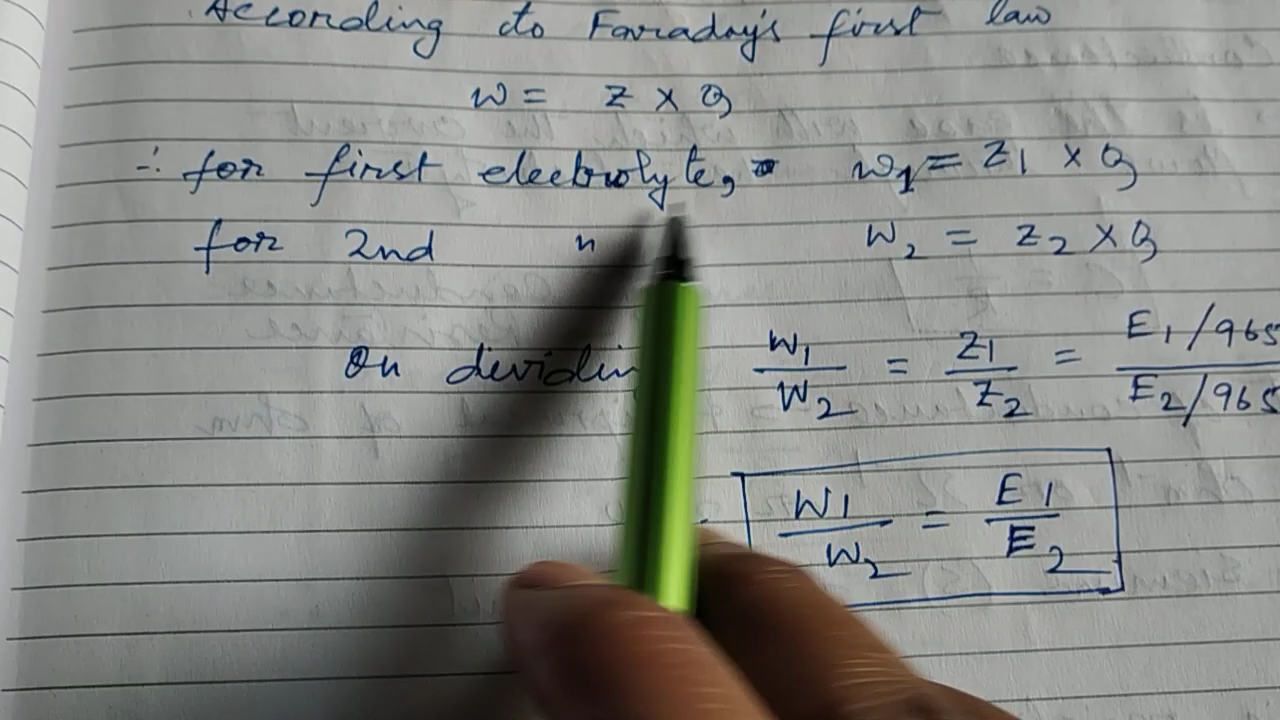 According to Faraday's first law
w = z x Q
∴ for first electrolyte, w1 = z1 x Q
for 2nd " w2 = z2 x Q
On dividin w1/w2 = z1/z2 = E1/965 / E2/965
w1/w2 = E1/E2